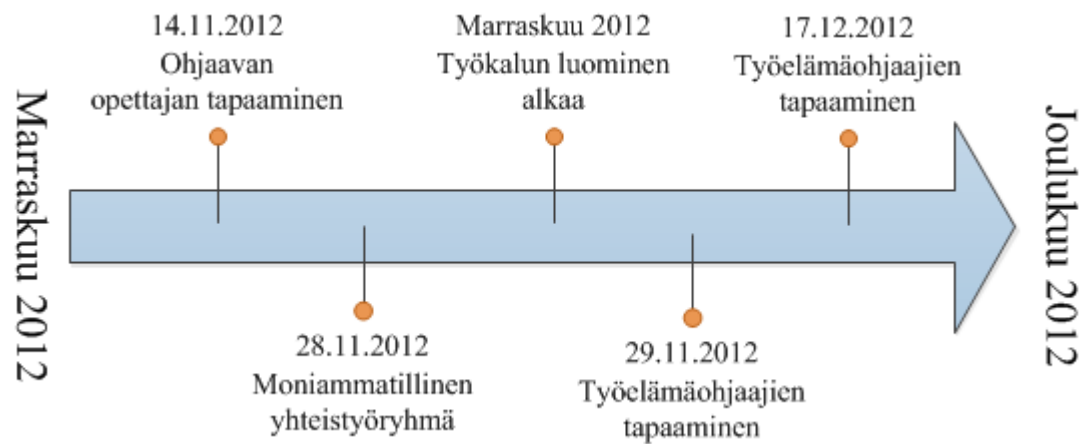 Marraskuu 2012
14.11.2012
Ohjaavan
opettajan tapaaminen
28.11.2012
Moniammatillinen
yhteistyöryhmä
Marraskuu 2012
Työkalun luominen
alkaa
29.11.2012
Työelämäohjaajien
tapaaminen
17.12.2012
Työelämäohjaajien
tapaaminen
Joulukuu 2012